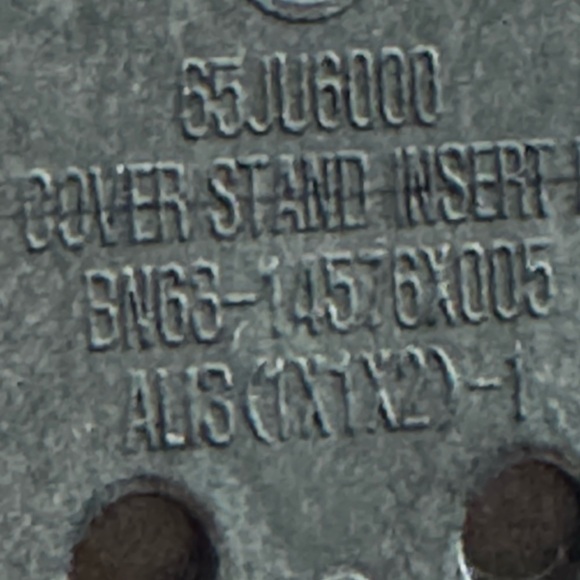 65JU6000
COVER STAND INSERT
BN63-14576X005
ALIS(1X1X2)-1